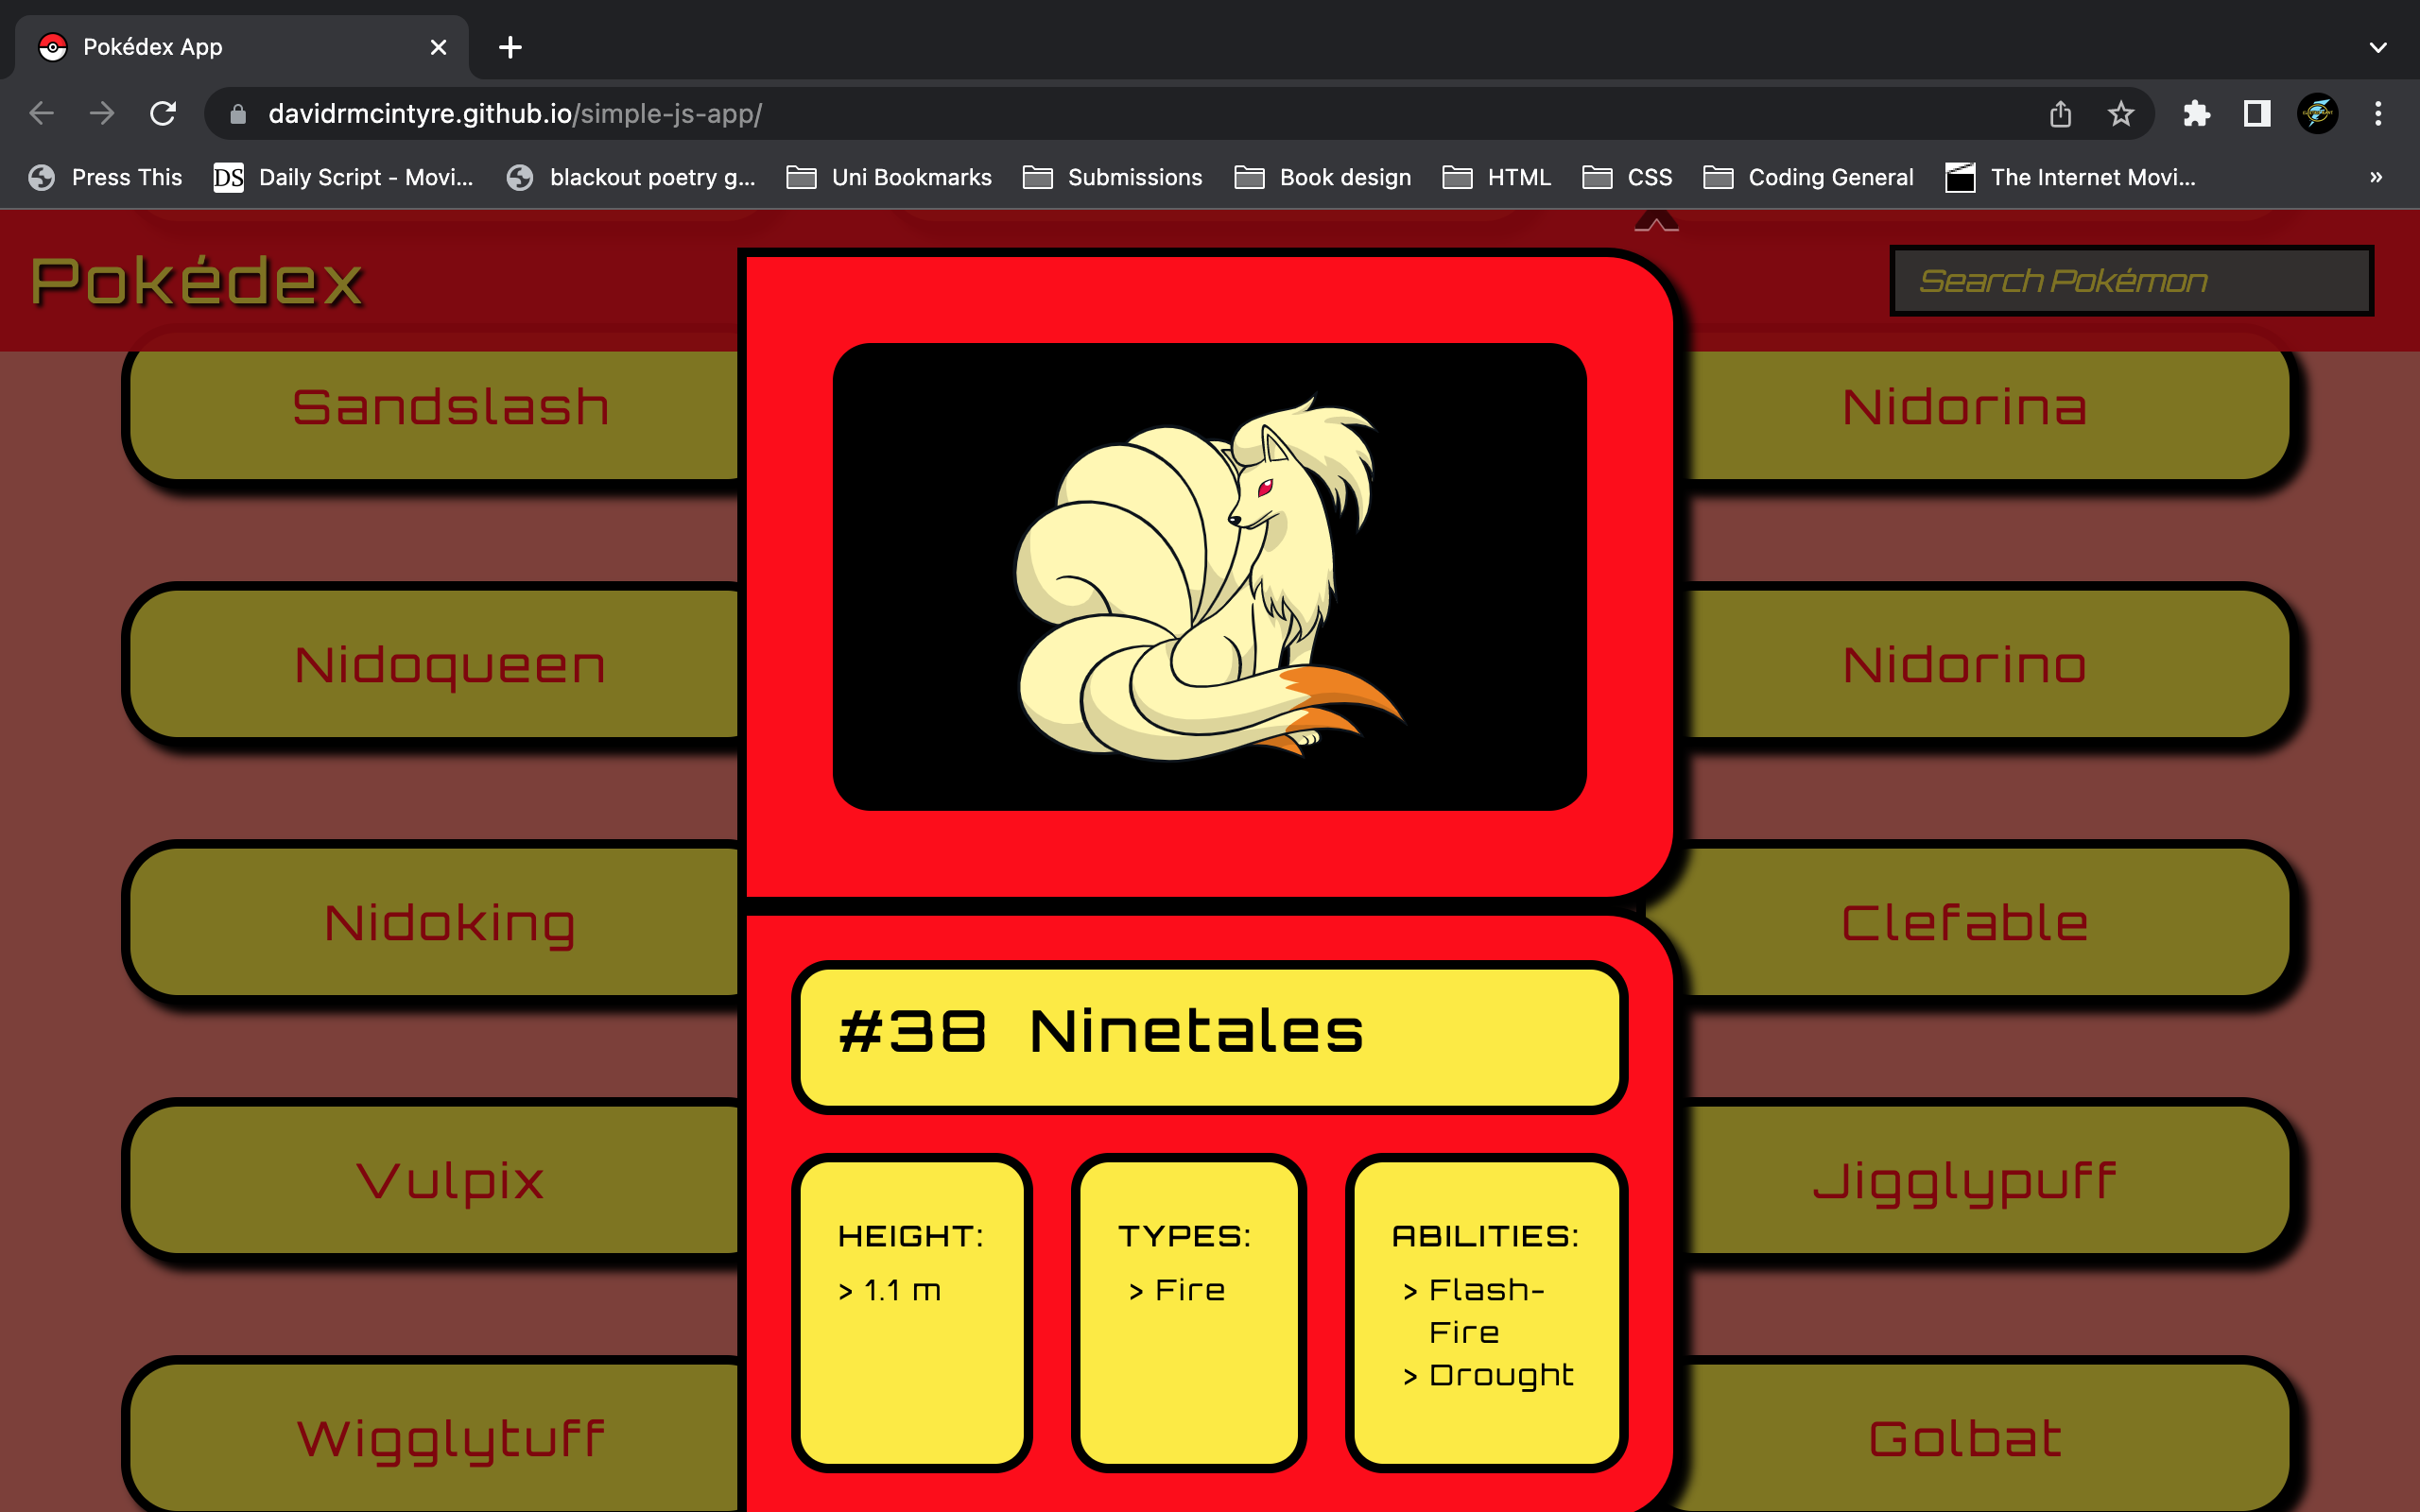 Pokédex App
davidrmcintyre.github.io/simple-js-app/
Press This
DS Daily Script - Movi...
blackout poetry g...
Uni Bookmarks
Submissions
Book design
HTML
CSS
Coding General
The Internet Movi...
»
Pokédex
Search Pokémon
Sandslash
Nidorina
Nidoqueen
Nidorino
Nidoking
Clefable
#38 Ninetales
Vulpix
Jigglypuff
HEIGHT:
> 1.1 m
TYPES:
> Fire
ABILITIES:
> Flash-
Fire
> Drought
Wigglytuff
Golbat